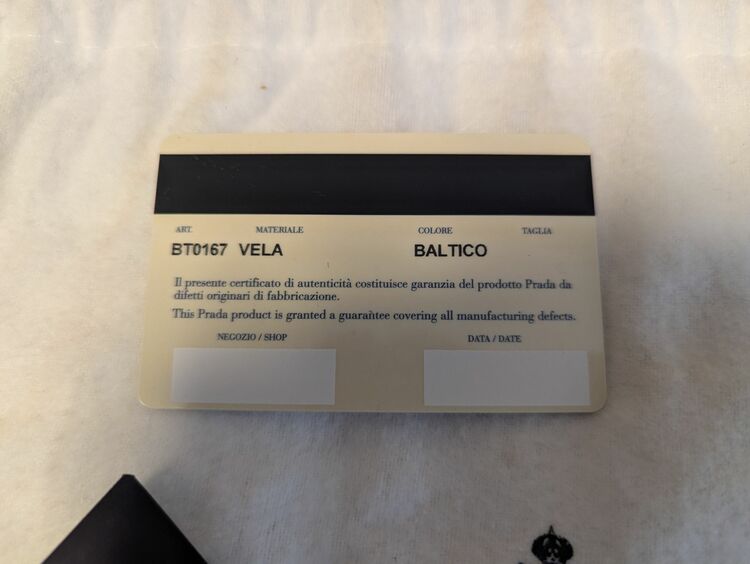 ART. MATERIALE COLORE TAGLIA
BT0167 VELA BALTICO
Il presente certificato di autenticità costituisce garanzia del prodotto Prada da
difetti originari di fabbricazione.
This Prada product is granted a guarantee covering all manufacturing defects.
NEGOZIO / SHOP DATA / DATE